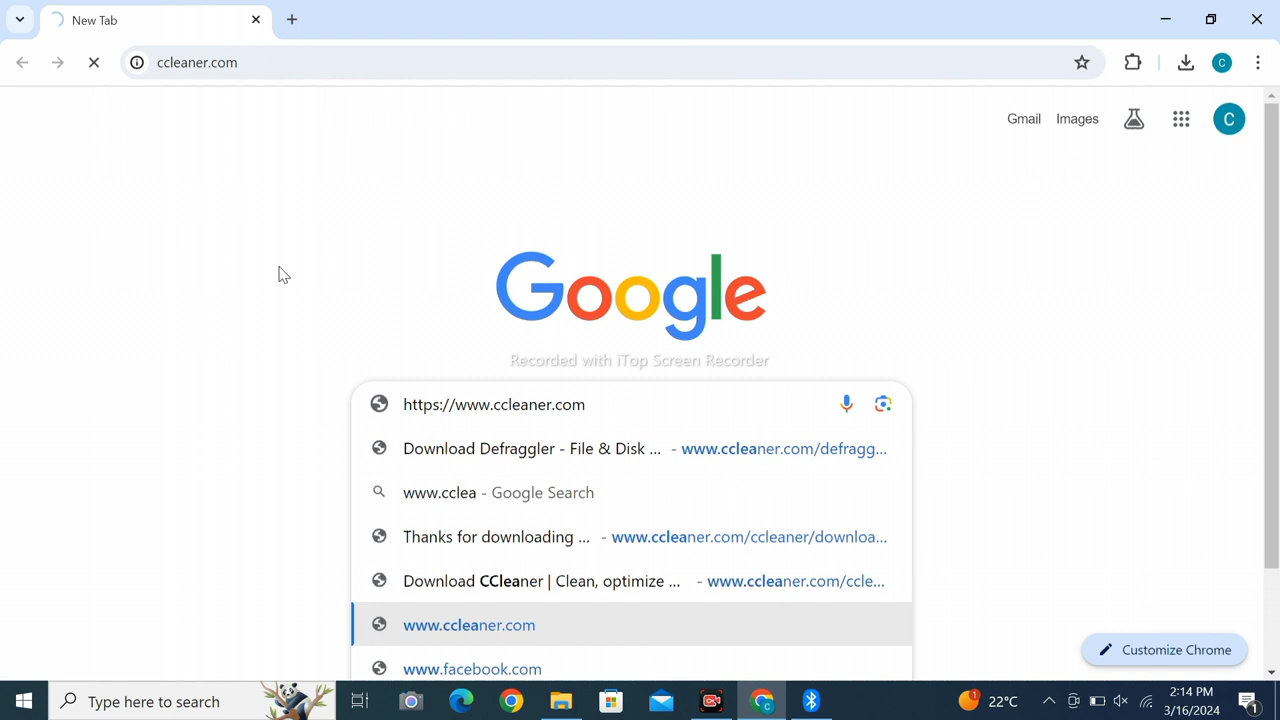 New Tab
ccleaner.com
C
Gmail Images
C
Google
Recorded with iTop Screen Recorder
https://www.ccleaner.com
Download Defraggler - File & Disk ... - www.ccleaner.com/defragg...
www.cclea - Google Search
Thanks for downloading ... - www.ccleaner.com/ccleaner/downloa...
Download CCleaner | Clean, optimize ... - www.ccleaner.com/ccle...
www.ccleaner.com
Customize Chrome
www.facebook.com
Type here to search
C
1
22°C
2:14 PM
3/16/2024
1